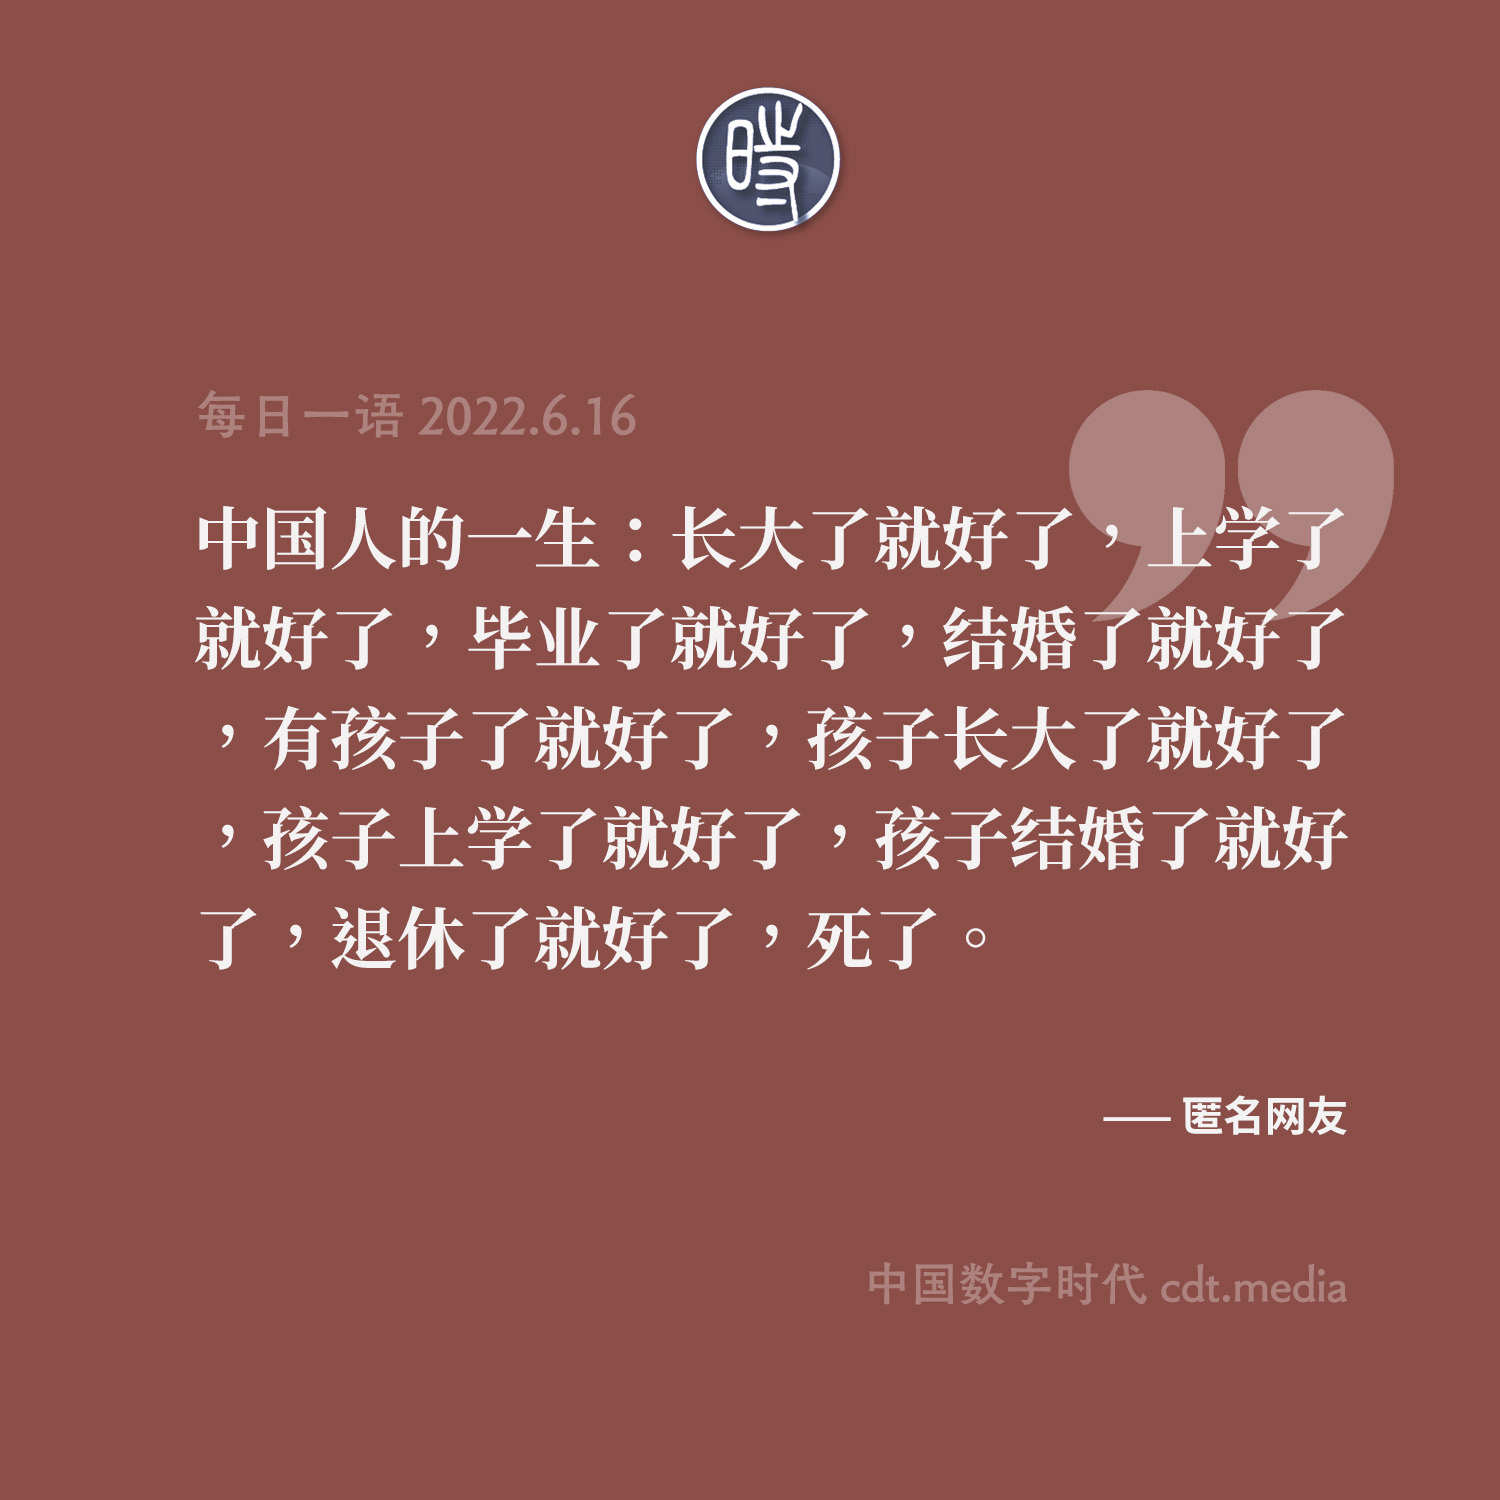 時
每日一语 2022.6.16
中国人的一生：长大了就好了，上学了
就好了，毕业了就好了，结婚了就好了
，有孩子了就好了，孩子长大了就好了
，孩子上学了就好了，孩子结婚了就好
了，退休了就好了，死了。
—— 匿名网友
中国数字时代 cdt.media